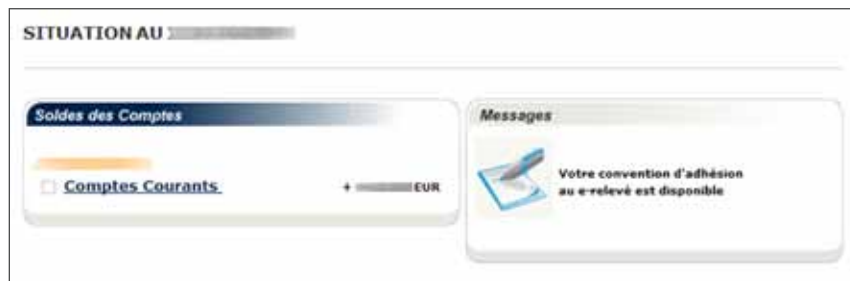 SITUATION AU
Soldes des Comptes
Comptes Courants + EUR
Messages
Votre convention d'adhésion
au e-relevé est disponible